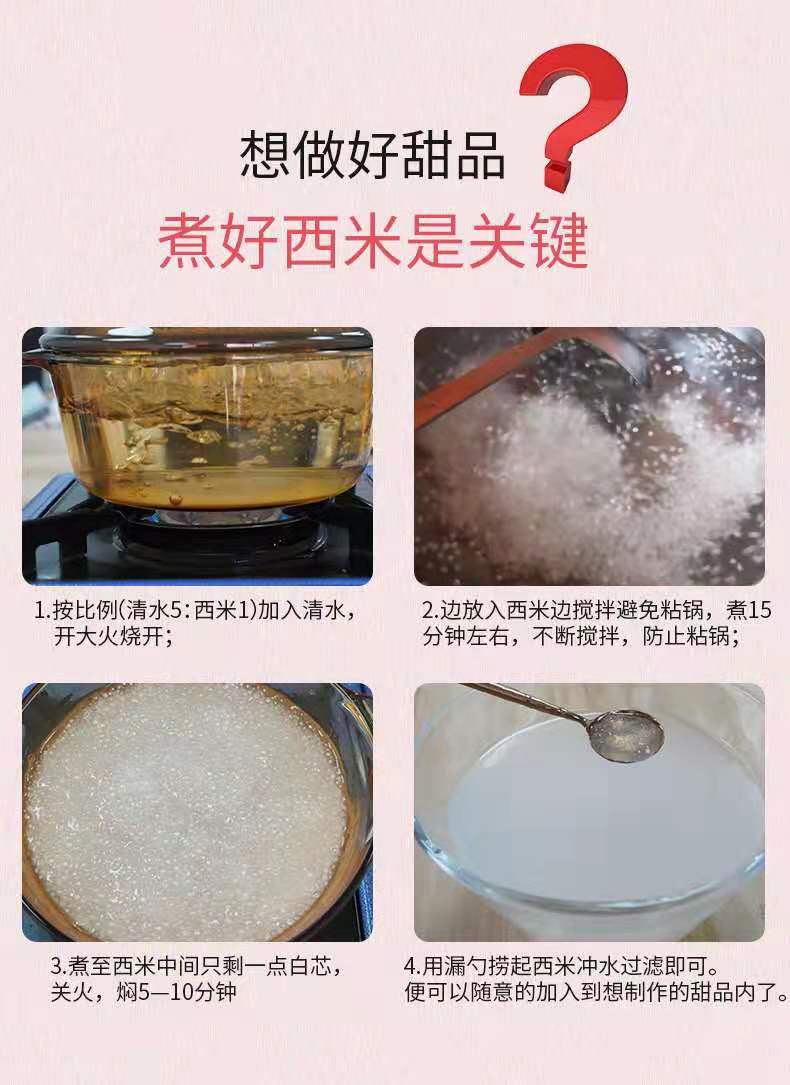 想做好甜品
煮好西米是关键
1.按比例(清水5:西米1)加入清水，
开大火烧开；
2.边放入西米边搅拌避免粘锅，煮15
分钟左右，不断搅拌，防止粘锅；
3.煮至西米中间只剩一点白芯，
关火，焖5—10分钟
4.用漏勺捞起西米冲水过滤即可。
便可以随意的加入到想制作的甜品内了。